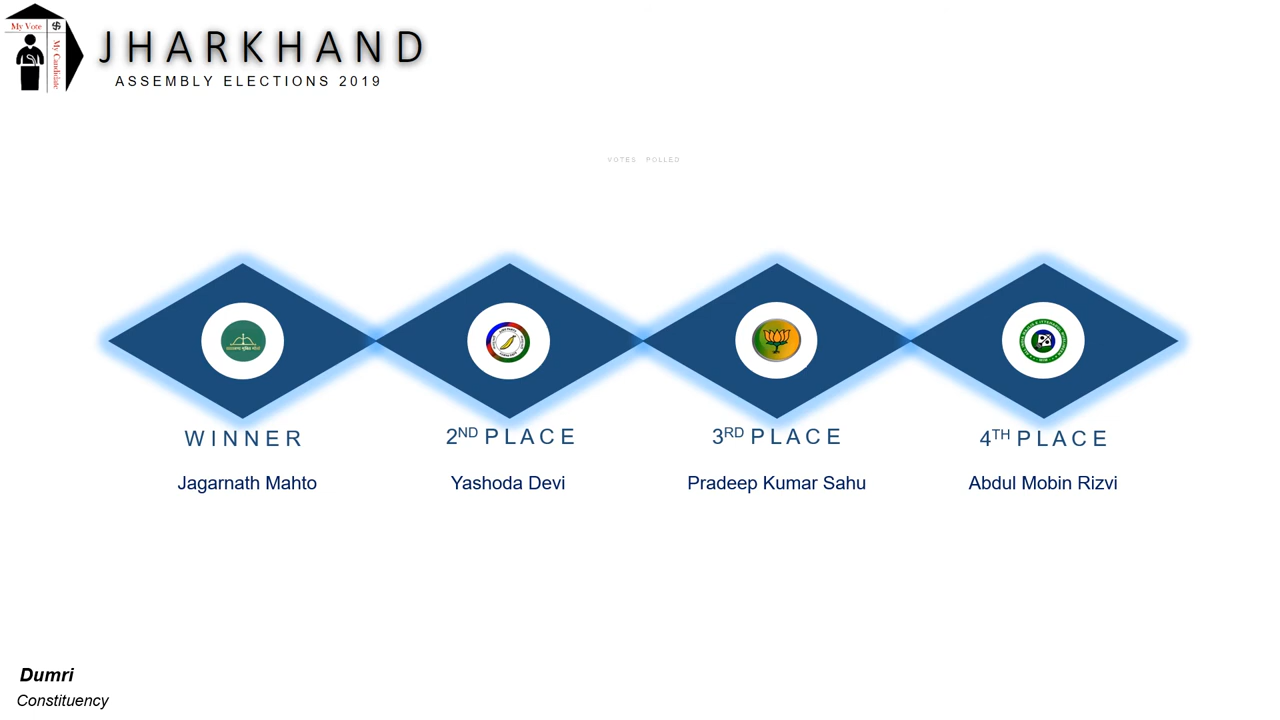 My Vote
My Candidate
JHARKHAND
ASSEMBLY ELECTIONS 2019
VOTES POLLED
WINNER
2ND PLACE
3RD PLACE
4TH PLACE
Jagarnath Mahto
Yashoda Devi
Pradeep Kumar Sahu
Abdul Mobin Rizvi
Dumri
Constituency